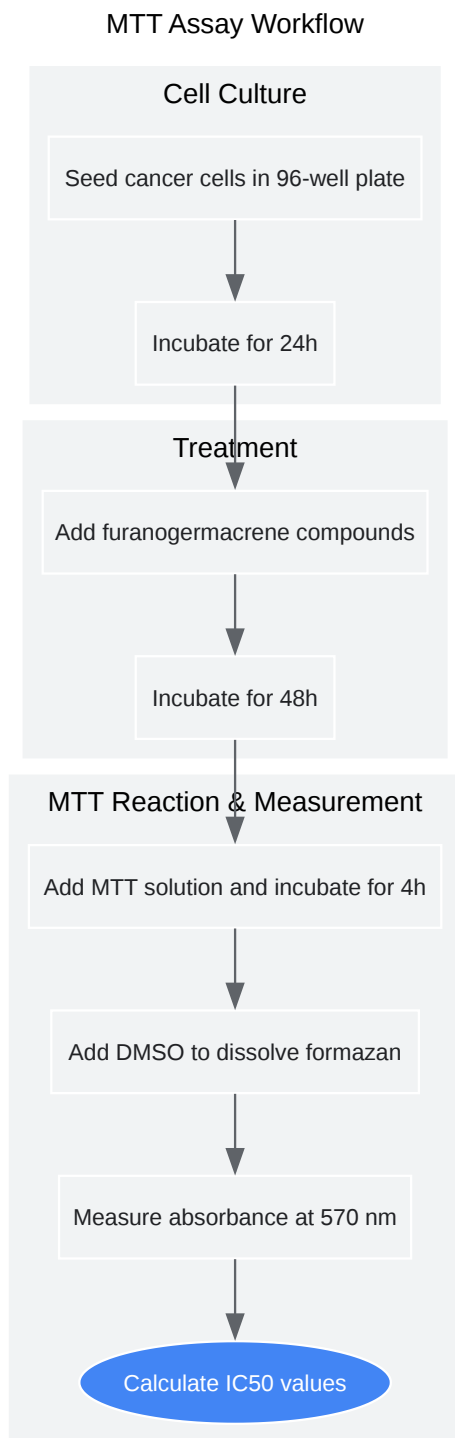 MTT Assay Workflow
Cell Culture
Seed cancer cells in 96-well plate
Incubate for 24h
Treatment
Add furanogermacrene compounds
Incubate for 48h
MTT Reaction & Measurement
Add MTT solution and incubate for 4h
Add DMSO to dissolve formazan
Measure absorbance at 570 nm
Calculate IC50 values